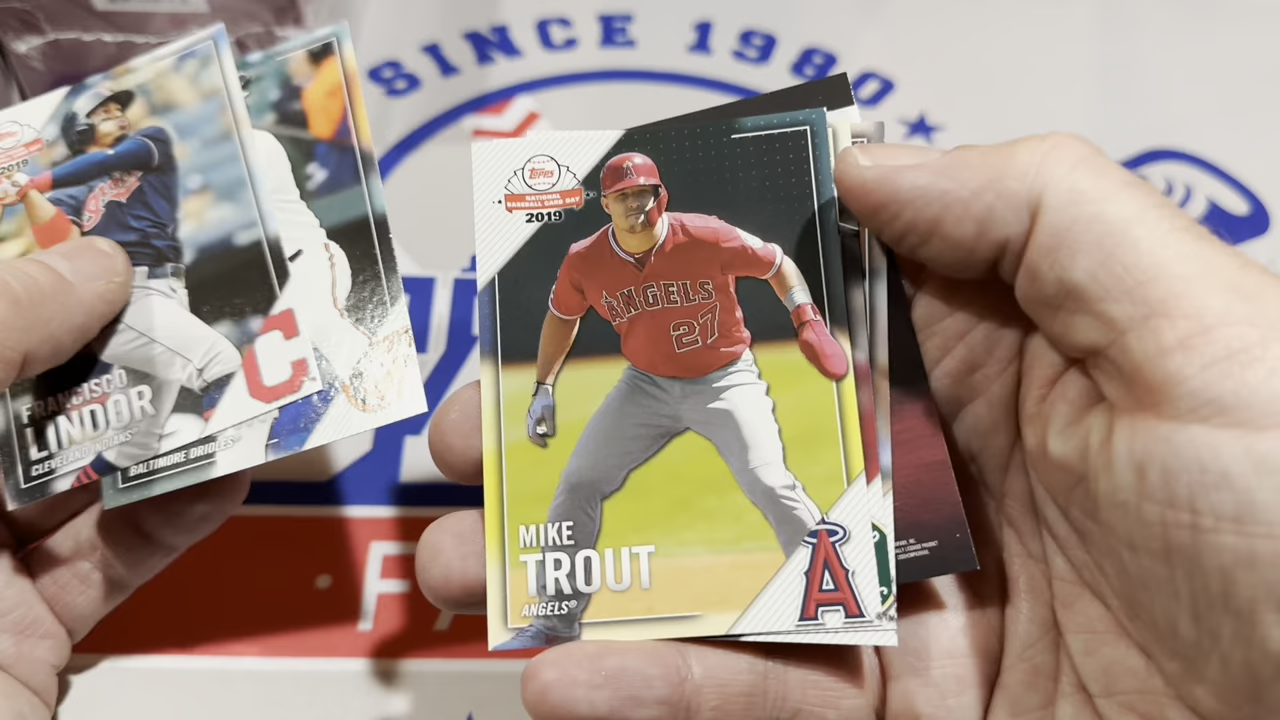 SINCE 1980
2019
FRANCISCO
LINDOR
CLEVELAND INDIANS
C
BALTIMORE ORIOLES
Topps
NATIONAL
BASEBALL CARD DAY
2019
A
ANGELS
27
MIKE
TROUT
ANGELS®
A
F